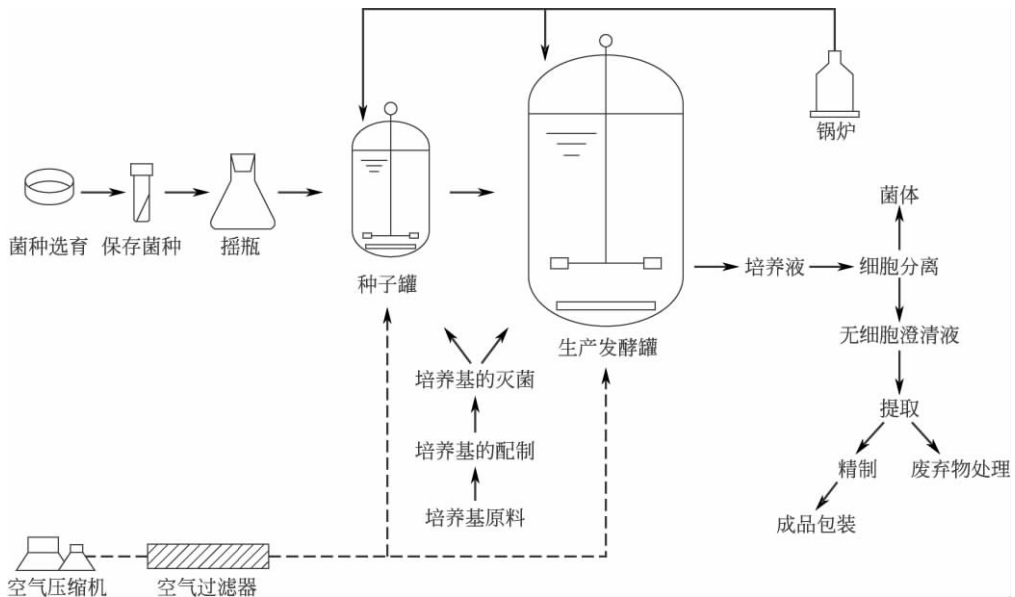 锅炉
菌种选育
保存菌种
摇瓶
种子罐
生产发酵罐
培养基的灭菌
培养基的配制
培养基原料
空气压缩机
空气过滤器
培养液
细胞分离
菌体
无细胞澄清液
提取
精制
废弃物处理
成品包装